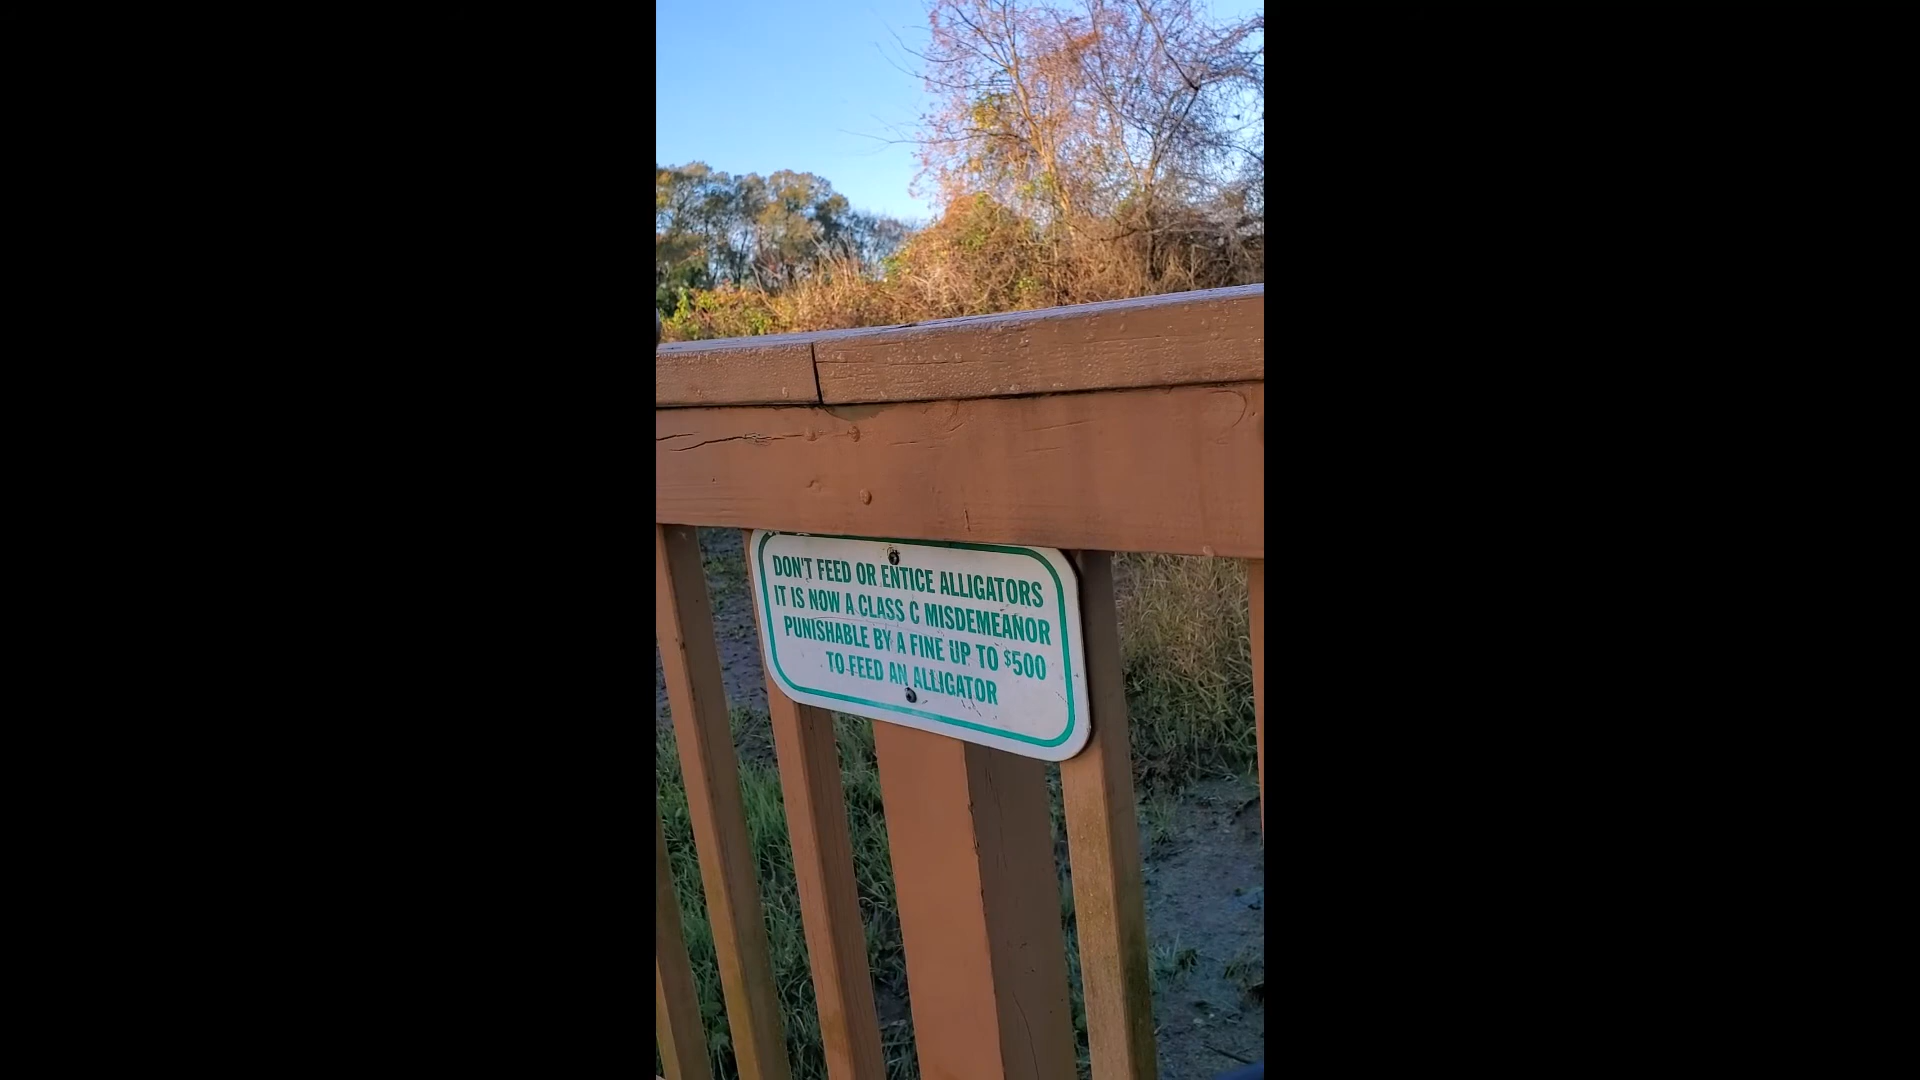 DON'T FEED OR ENTICE ALLIGATORS
IT IS NOW A CLASS C MISDEMEANOR
PUNISHABLE BY A FINE UP TO $500
TO FEED AN ALLIGATOR